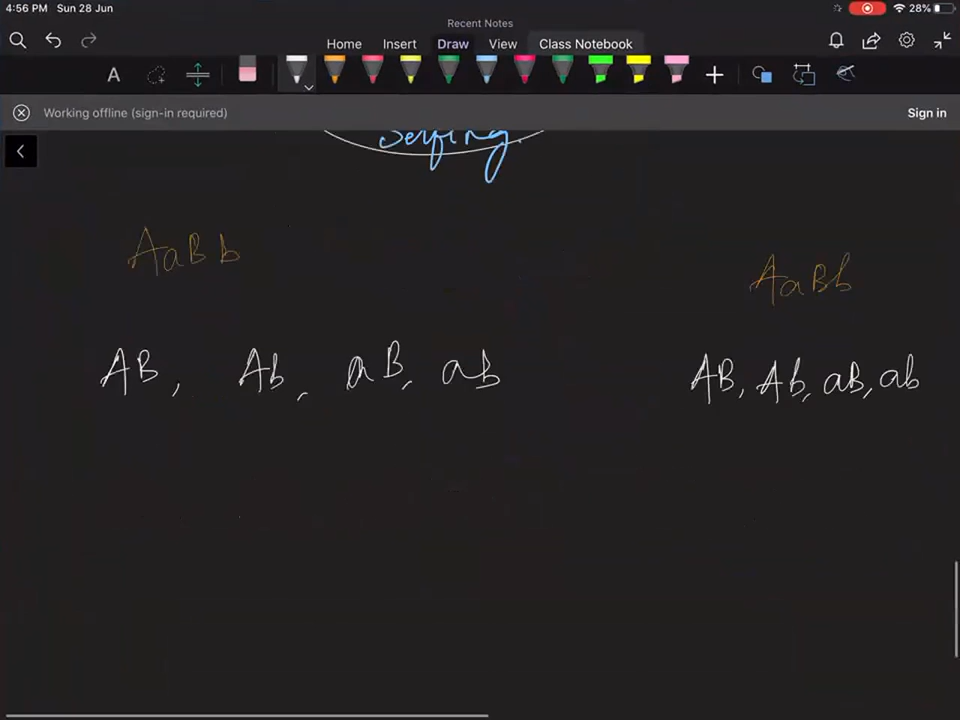 4:56 PM Sun 28 Jun 28%
Recent Notes
Home Insert Draw View Class Notebook
A
Working offline (sign-in required) Sign in
Selfing.
AaBb AaBb
AB, Ab, aB, ab AB, Ab, aB, ab